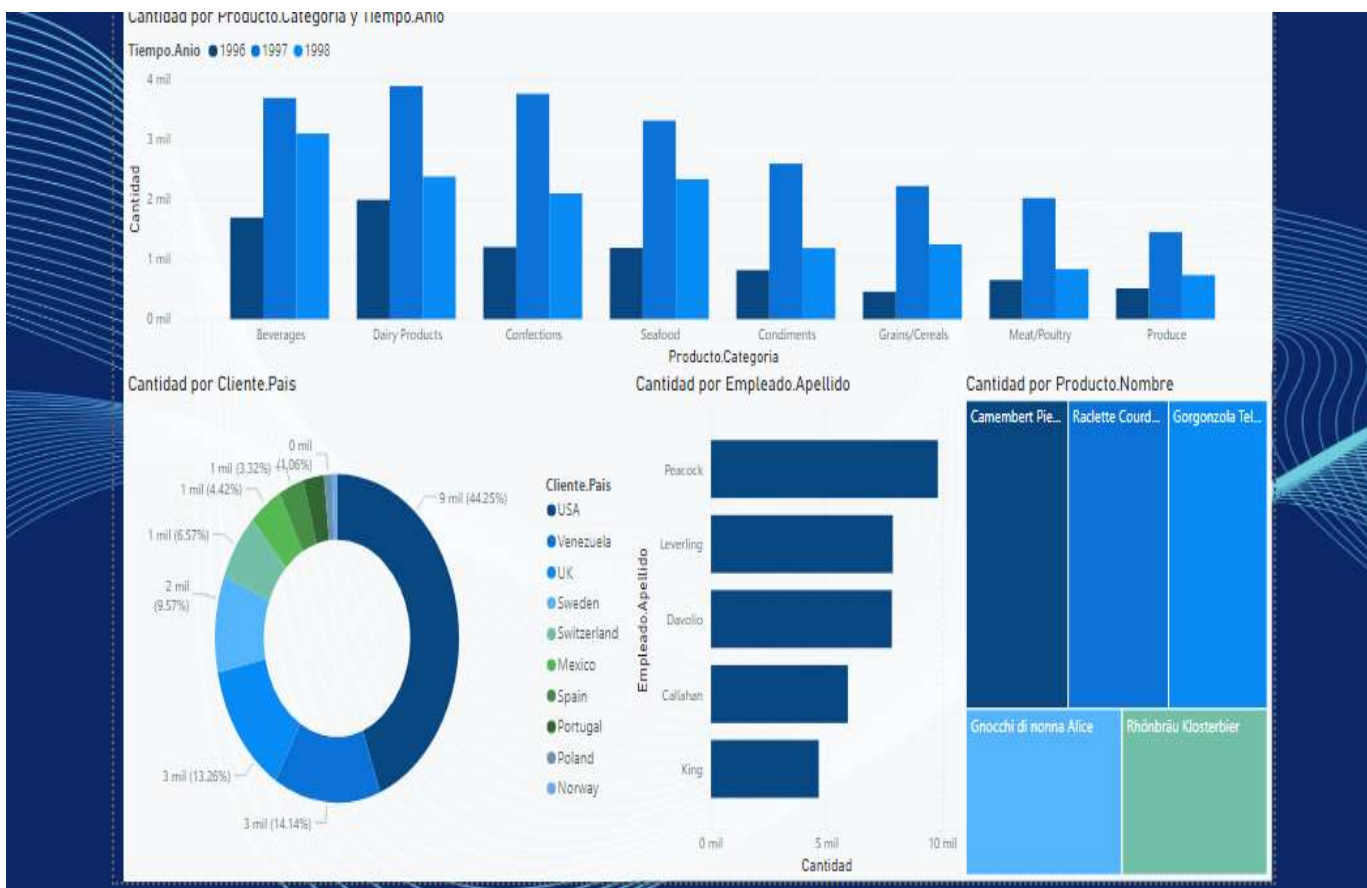 Cantidad por Producto.Categoria y Tiempo.Anio
Tiempo.Anio 1996 1997 1998
4 mil
3 mil
2 mil
1 mil
0 mil
Cantidad
Beverages Dairy Products Confections Seafood Condiments Grains/Cereals Meat/Poultry Produce
Producto.Categoria
Cantidad por Cliente.Pais
0 mil
(1.06%)
1 mil (3.32%)
1 mil (4.42%)
1 mil (6.57%)
2 mil
(9.57%)
3 mil (13.26%)
3 mil (14.14%)
9 mil (44.25%)
Cliente.Pais
USA
Venezuela
UK
Sweden
Switzerland
Mexico
Spain
Portugal
Poland
Norway
Cantidad por Empleado.Apellido
Empleado.Apellido
Peacock
Leverling
Davolio
Callahan
King
0 mil 5 mil 10 mil
Cantidad
Cantidad por Producto.Nombre
Camembert Pie...
Raclette Courd...
Gorgonzola Tel...
Gnocchi di nonna Alice
Rhönbräu Klosterbier